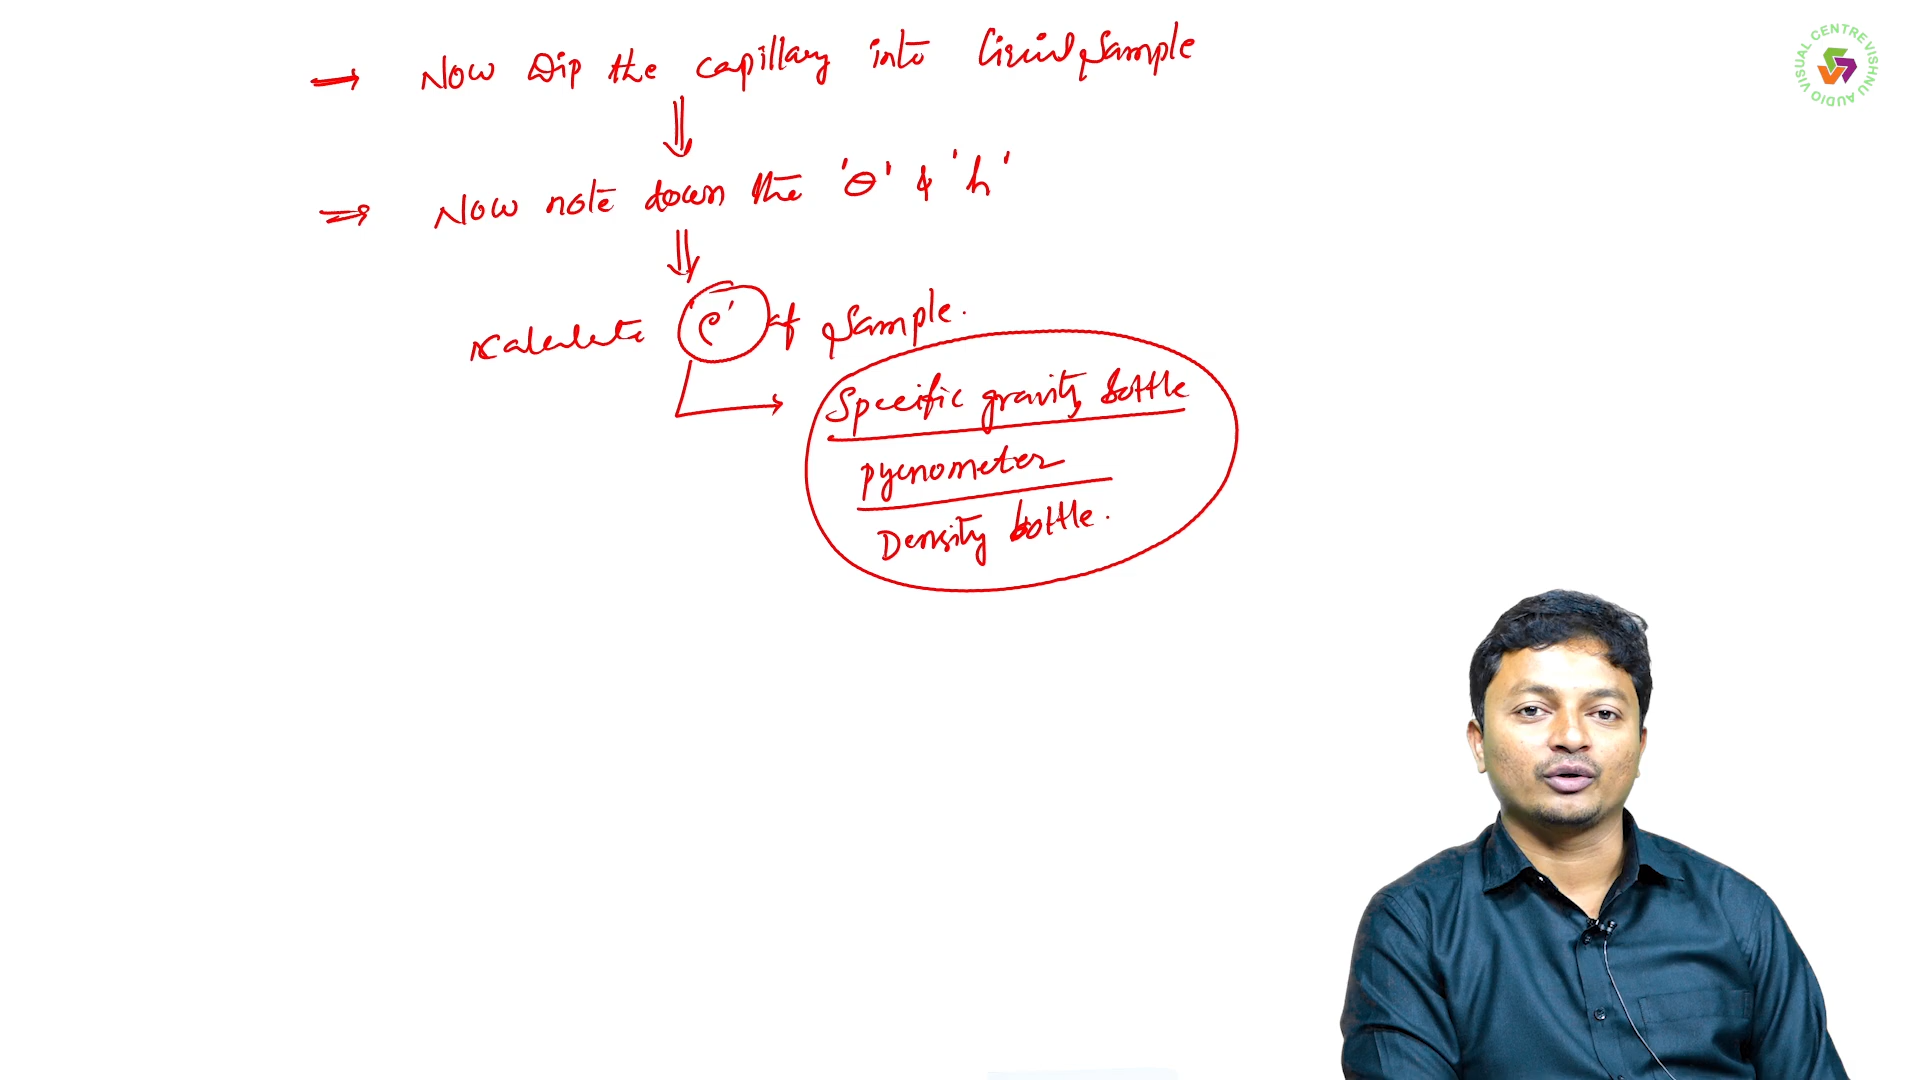 → Now Dip the capillary into liquid sample
⇒ Now note down the 'θ' & 'h'
calculate 'ρ' of sample.
Specific gravity bottle
pycnometer
Density bottle.
VISHNU AUDIO VISUAL CENTRE